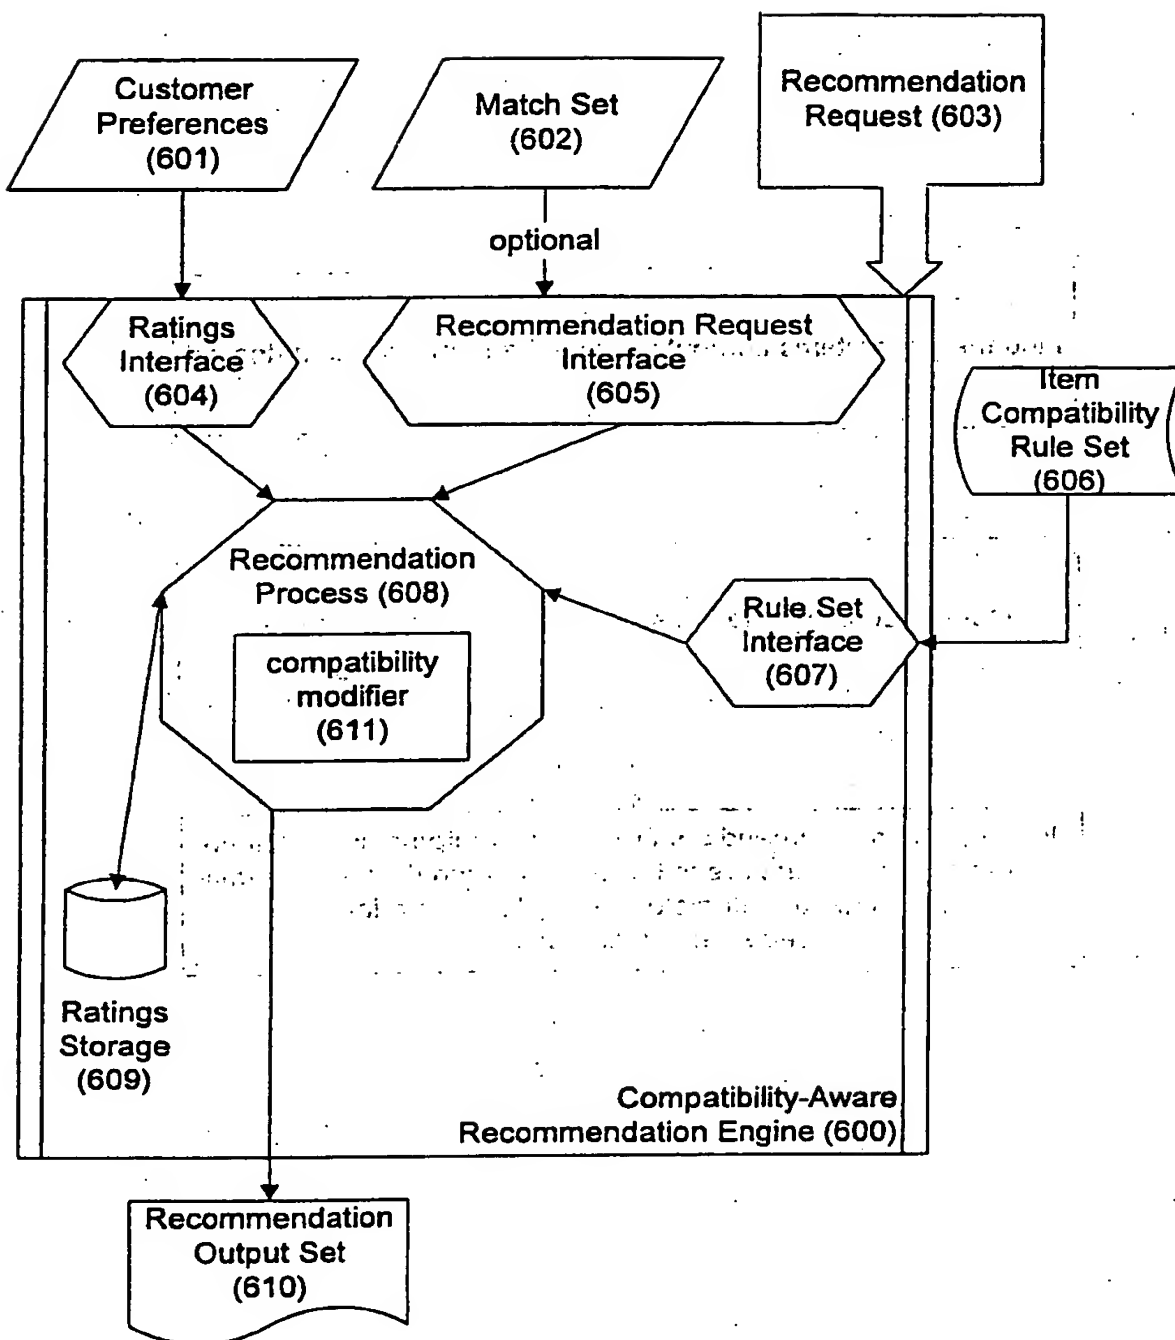 Customer
Preferences
(601)
Match Set
(602)
Recommendation
Request (603)
optional
Ratings
Interface
(604)
Recommendation Request
Interface
(605)
Item
Compatibility
Rule Set
(606)
Recommendation
Process (608)
compatibility
modifier
(611)
Rule Set
Interface
(607)
Ratings
Storage
(609)
Compatibility-Aware
Recommendation Engine (600)
Recommendation
Output Set
(610)